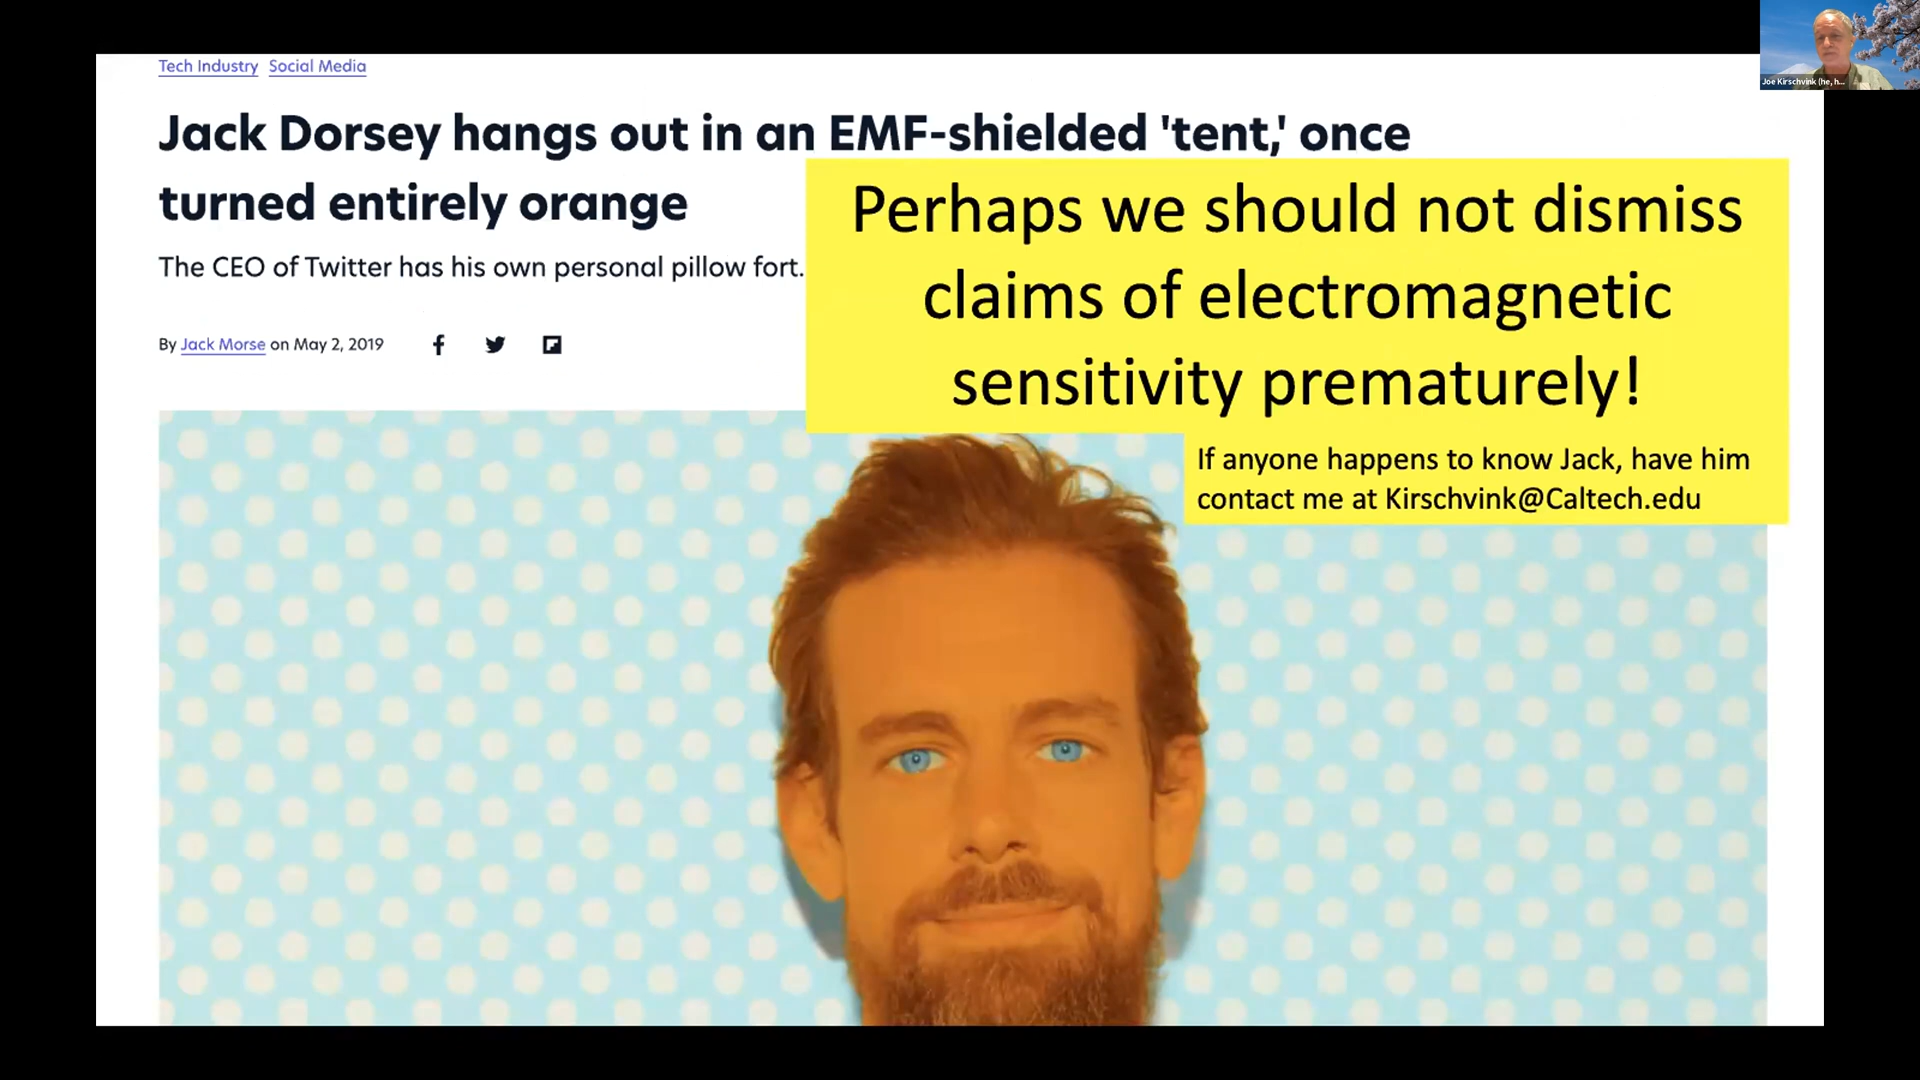 Tech Industry Social Media
Jack Dorsey hangs out in an EMF-shielded 'tent,' once
turned entirely orange
The CEO of Twitter has his own personal pillow fort.
By Jack Morse on May 2, 2019
Perhaps we should not dismiss
claims of electromagnetic
sensitivity prematurely!
If anyone happens to know Jack, have him
contact me at Kirschvink@Caltech.edu
Joe Kirschvink (he, h...